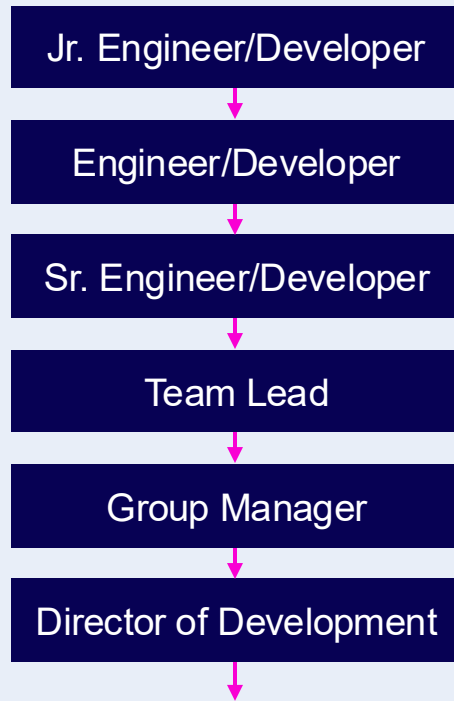 Jr. Engineer/Developer
Engineer/Developer
Sr. Engineer/Developer
Team Lead
Group Manager
Director of Development